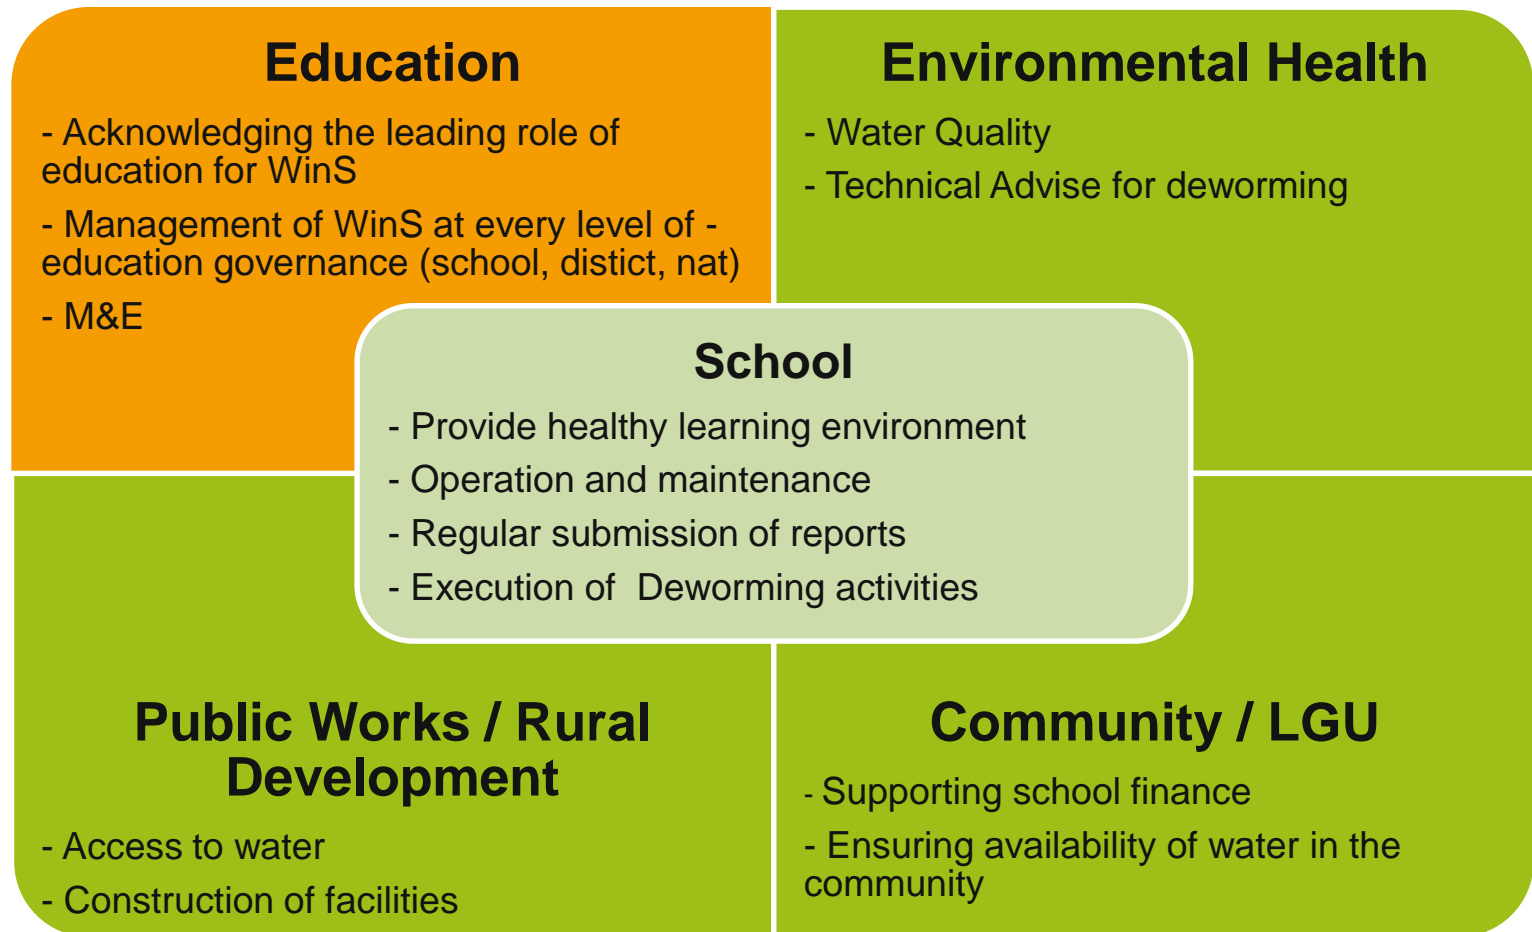 Education
- Acknowledging the leading role of
education for WinS
- Management of WinS at every level of -
education governance (school, distict, nat)
- M&E
Environmental Health
- Water Quality
- Technical Advise for deworming
School
- Provide healthy learning environment
- Operation and maintenance
- Regular submission of reports
- Execution of  Deworming activities
Public Works / Rural
Development
- Access to water
- Construction of facilities
Community / LGU
- Supporting school finance
- Ensuring availability of water in the
community